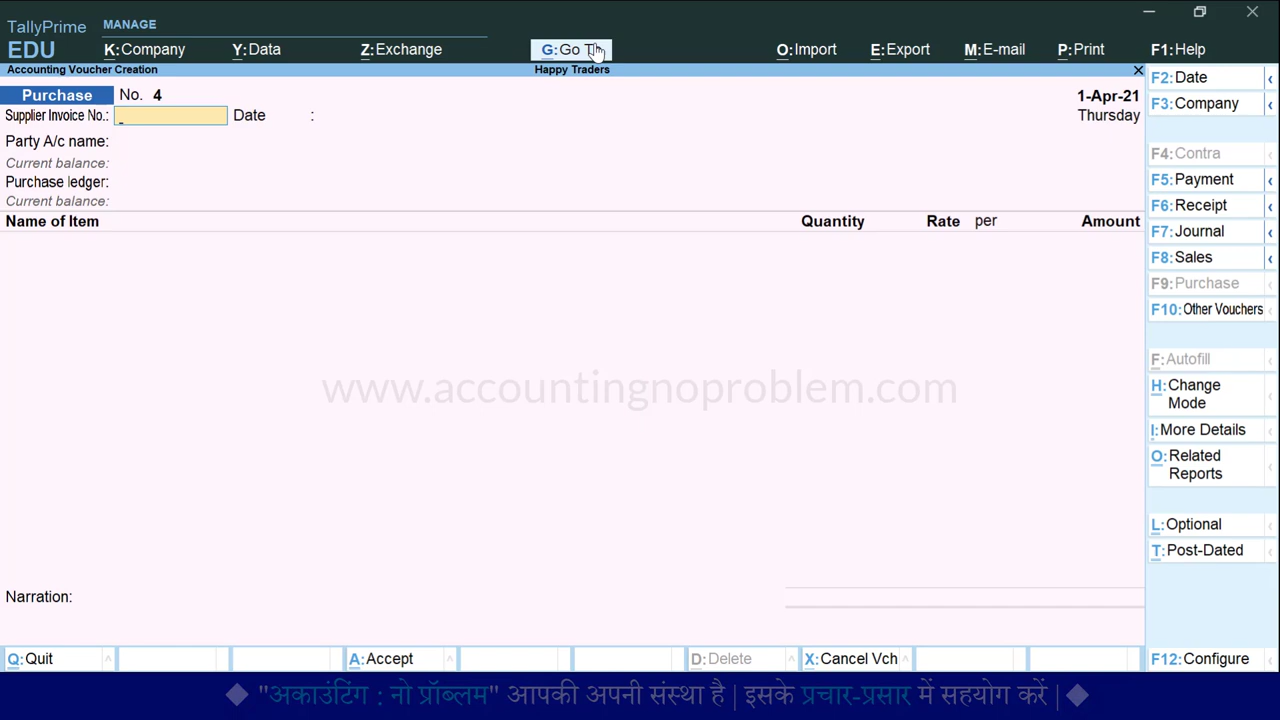 TallyPrime
MANAGE
EDU
K:Company
Y:Data
Z:Exchange
G:Go
O:Import
E:Export
M:E-mail
P:Print
F1:Help
Accounting Voucher Creation
Happy Traders
Purchase No. 4
1-Apr-21
Supplier Invoice No.:
Date :
Thursday
Party A/c name:
Current balance:
Purchase ledger:
Current balance:
Name of Item
Quantity
Rate per
Amount
F2:Date
F3:Company
F4:Contra
F5:Payment
F6:Receipt
F7:Journal
F8:Sales
F9:Purchase
F10:Other Vouchers
F:Autofill
H:Change
Mode
I:More Details
O:Related
Reports
L:Optional
T:Post-Dated
www.accountingnoproblem.com
Narration:
Q:Quit
A:Accept
D:Delete
X:Cancel Vch
F12:Configure
"अकाउंटिंग : नो प्रॉब्लम" आपकी अपनी संस्था है | इसके प्रचार-प्रसार में सहयोग करें |